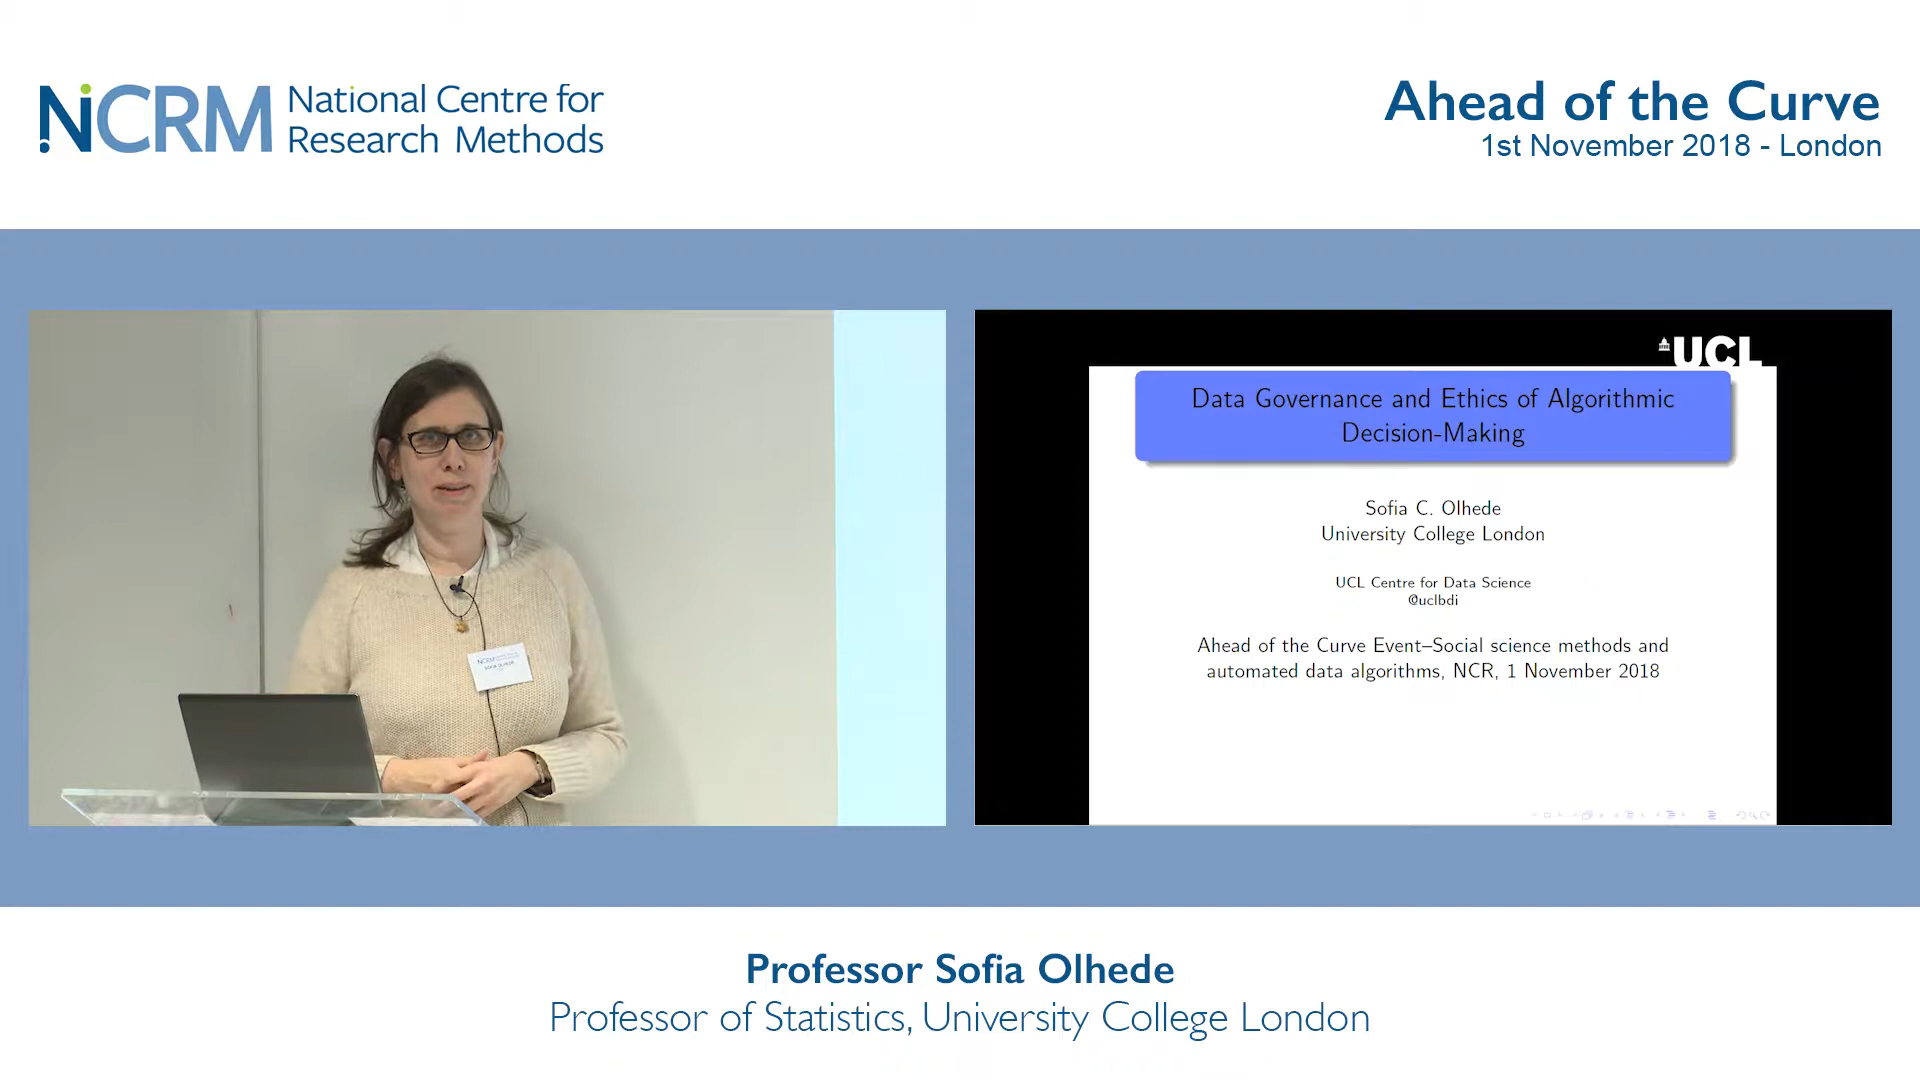 NCRM National Centre for
Research Methods
Ahead of the Curve
1st November 2018 - London
UCL
Data Governance and Ethics of Algorithmic
Decision-Making
Sofia C. Olhede
University College London
UCL Centre for Data Science
@uclbdi
Ahead of the Curve Event–Social science methods and
automated data algorithms, NCR, 1 November 2018
NCRM
Professor Sofia Olhede
Professor of Statistics, University College London